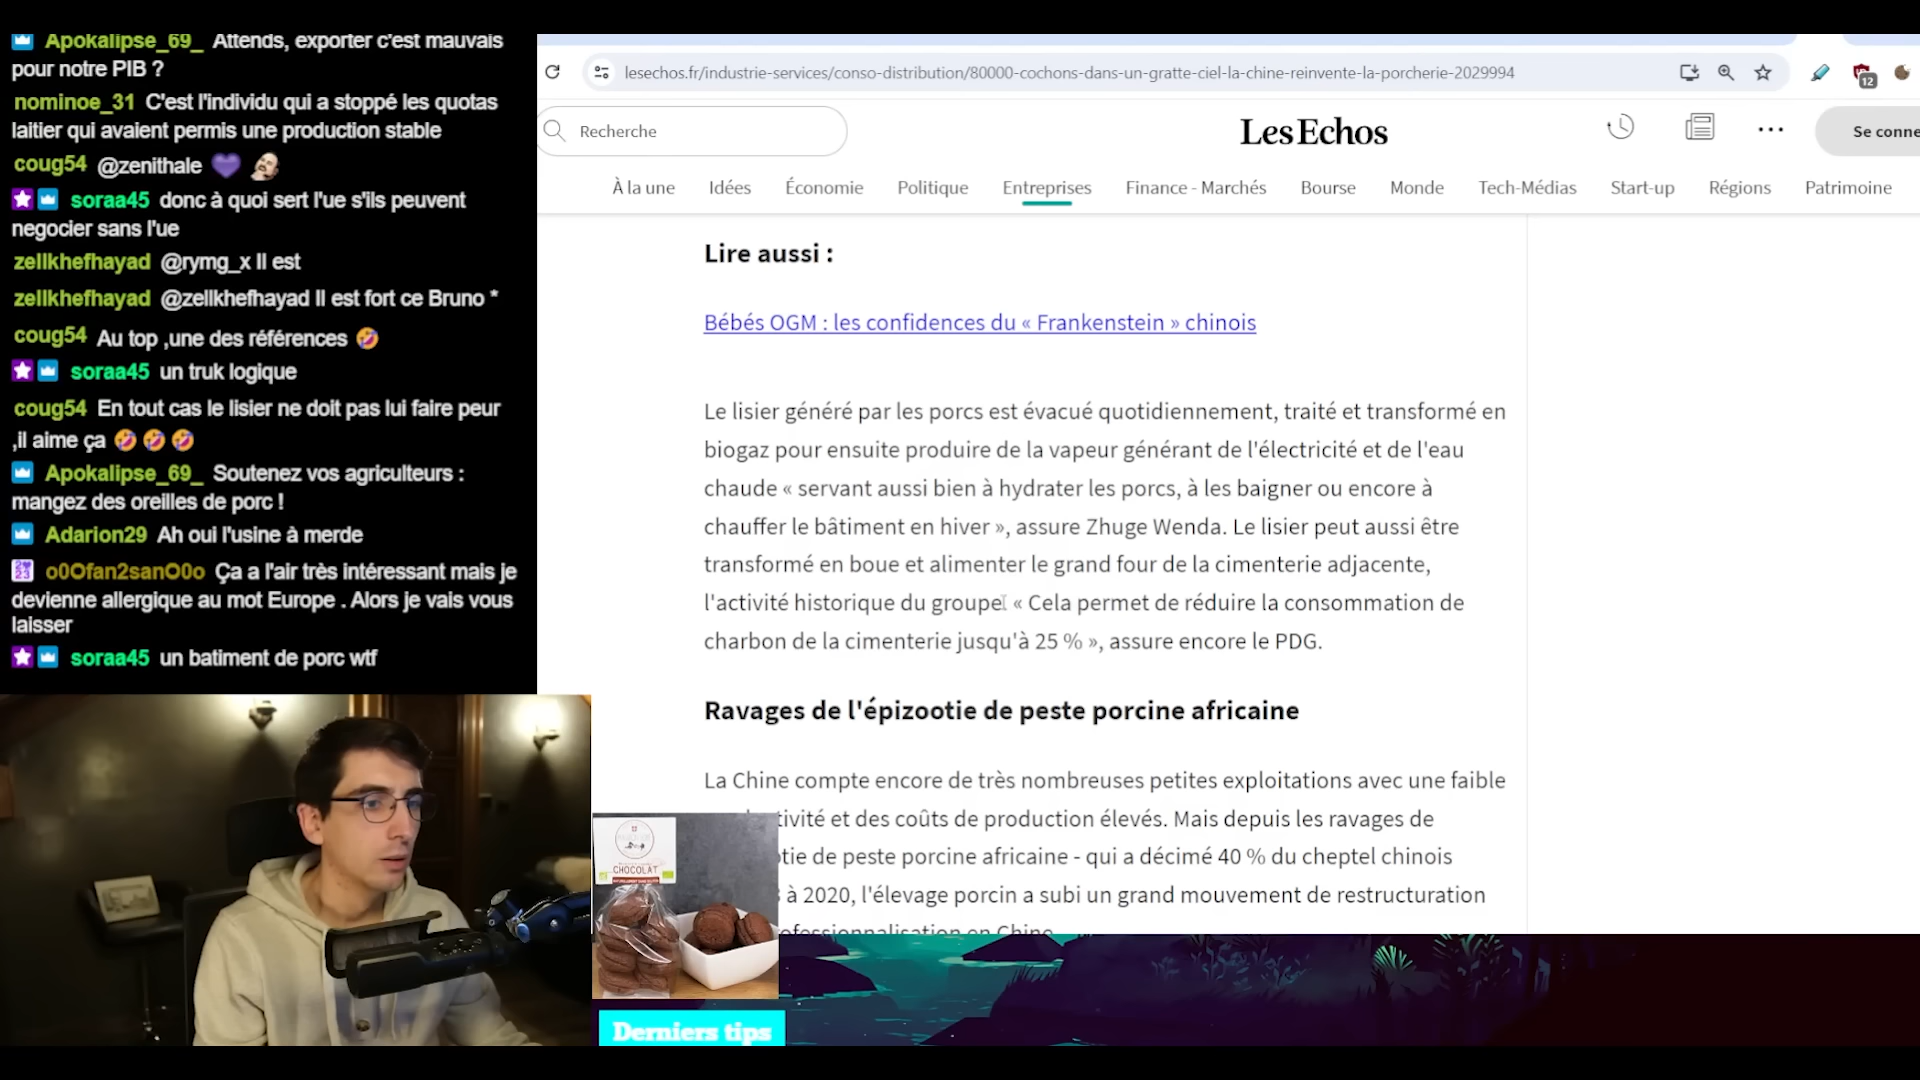 Apokalipse_69_ Attends, exporter c'est mauvais
pour notre PIB ?
nominoe_31 C'est l'individu qui a stoppé les quotas
laitier qui avaient permis une production stable
coug54 @zenithale
soraa45 donc à quoi sert l'ue s'ils peuvent
negocier sans l'ue
zellkhefhayad @rymg_x Il est
zellkhefhayad @zellkhefhayad Il est fort ce Bruno *
coug54 Au top ,une des références 🤣
soraa45 un truk logique
coug54 En tout cas le lisier ne doit pas lui faire peur
,il aime ça 🤣 🤣 🤣
Apokalipse_69_ Soutenez vos agriculteurs :
mangez des oreilles de porc !
Adarion29 Ah oui l'usine à merde
o0Ofan2sanO0o Ça a l'air très intéressant mais je
devienne allergique au mot Europe . Alors je vais vous
laisser
soraa45 un batiment de porc wtf
lesechos.fr/industrie-services/conso-distribution/80000-cochons-dans-un-gratte-ciel-la-chine-reinvente-la-porcherie-2029994
12
Recherche
Les Echos
Se conne
À la une Idées Économie Politique Entreprises Finance - Marchés Bourse Monde Tech-Médias Start-up Régions Patrimoine
Lire aussi :
Bébés OGM : les confidences du « Frankenstein » chinois
Le lisier généré par les porcs est évacué quotidiennement, traité et transformé en
biogaz pour ensuite produire de la vapeur générant de l'électricité et de l'eau
chaude « servant aussi bien à hydrater les porcs, à les baigner ou encore à
chauffer le bâtiment en hiver », assure Zhuge Wenda. Le lisier peut aussi être
transformé en boue et alimenter le grand four de la cimenterie adjacente,
l'activité historique du groupe. « Cela permet de réduire la consommation de
charbon de la cimenterie jusqu'à 25 % », assure encore le PDG.
Ravages de l'épizootie de peste porcine africaine
La Chine compte encore de très nombreuses petites exploitations avec une faible
tivité et des coûts de production élevés. Mais depuis les ravages de
otie de peste porcine africaine - qui a décimé 40 % du cheptel chinois
à 2020, l'élevage porcin a subi un grand mouvement de restructuration
ofessionnalisation en Chine
CHOCOLAT
Derniers tips